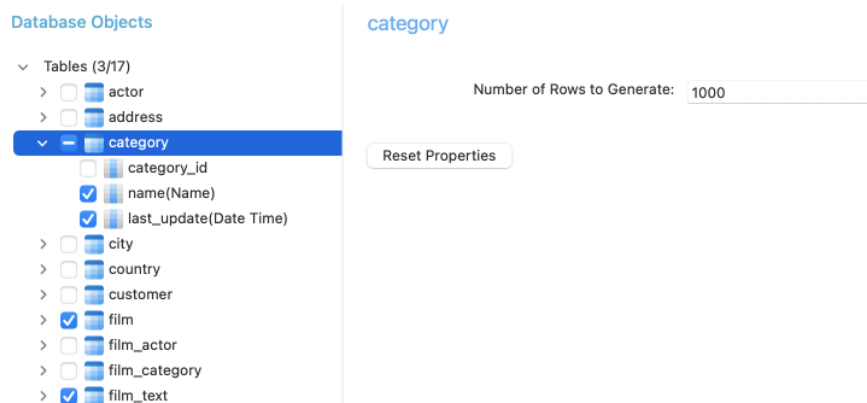 Database Objects
Tables (3/17)
actor
address
category
category_id
name(Name)
last_update(Date Time)
city
country
customer
film
film_actor
film_category
film_text
category
Number of Rows to Generate: 1000
Reset Properties